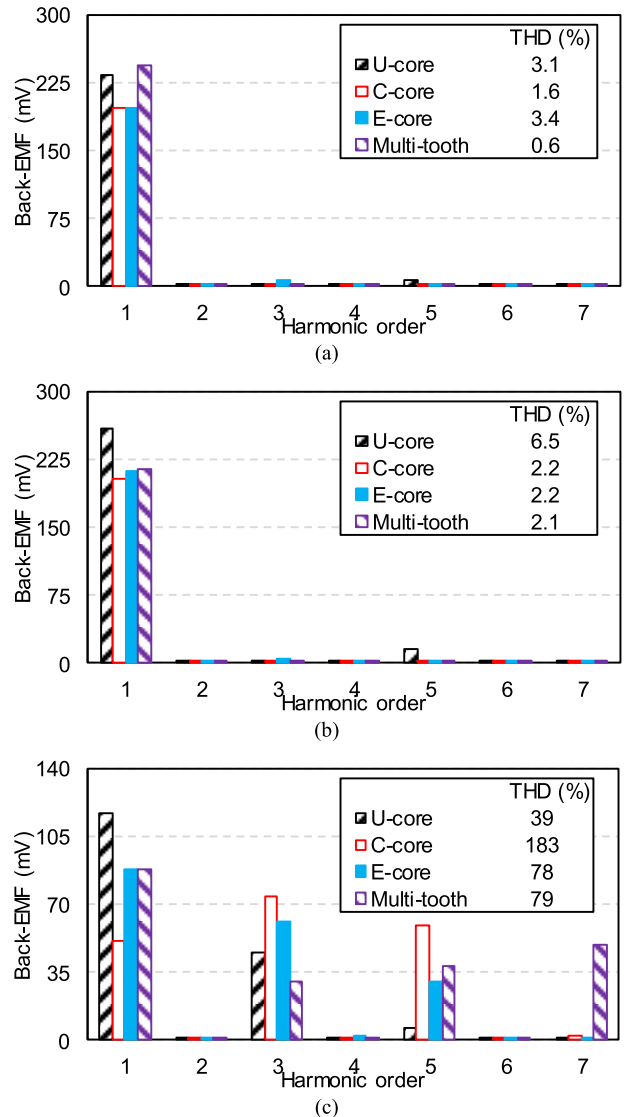 300
225
150
75
0
Back-EMF (mV)
THD (%)
U-core 3.1
C-core 1.6
E-core 3.4
Multi-tooth 0.6
1 2 3 4 5 6 7
Harmonic order
(a)
300
225
150
75
0
Back-EMF (mV)
THD (%)
U-core 6.5
C-core 2.2
E-core 2.2
Multi-tooth 2.1
1 2 3 4 5 6 7
Harmonic order
(b)
140
105
70
35
0
Back-EMF (mV)
THD (%)
U-core 39
C-core 183
E-core 78
Multi-tooth 79
1 2 3 4 5 6 7
Harmonic order
(c)